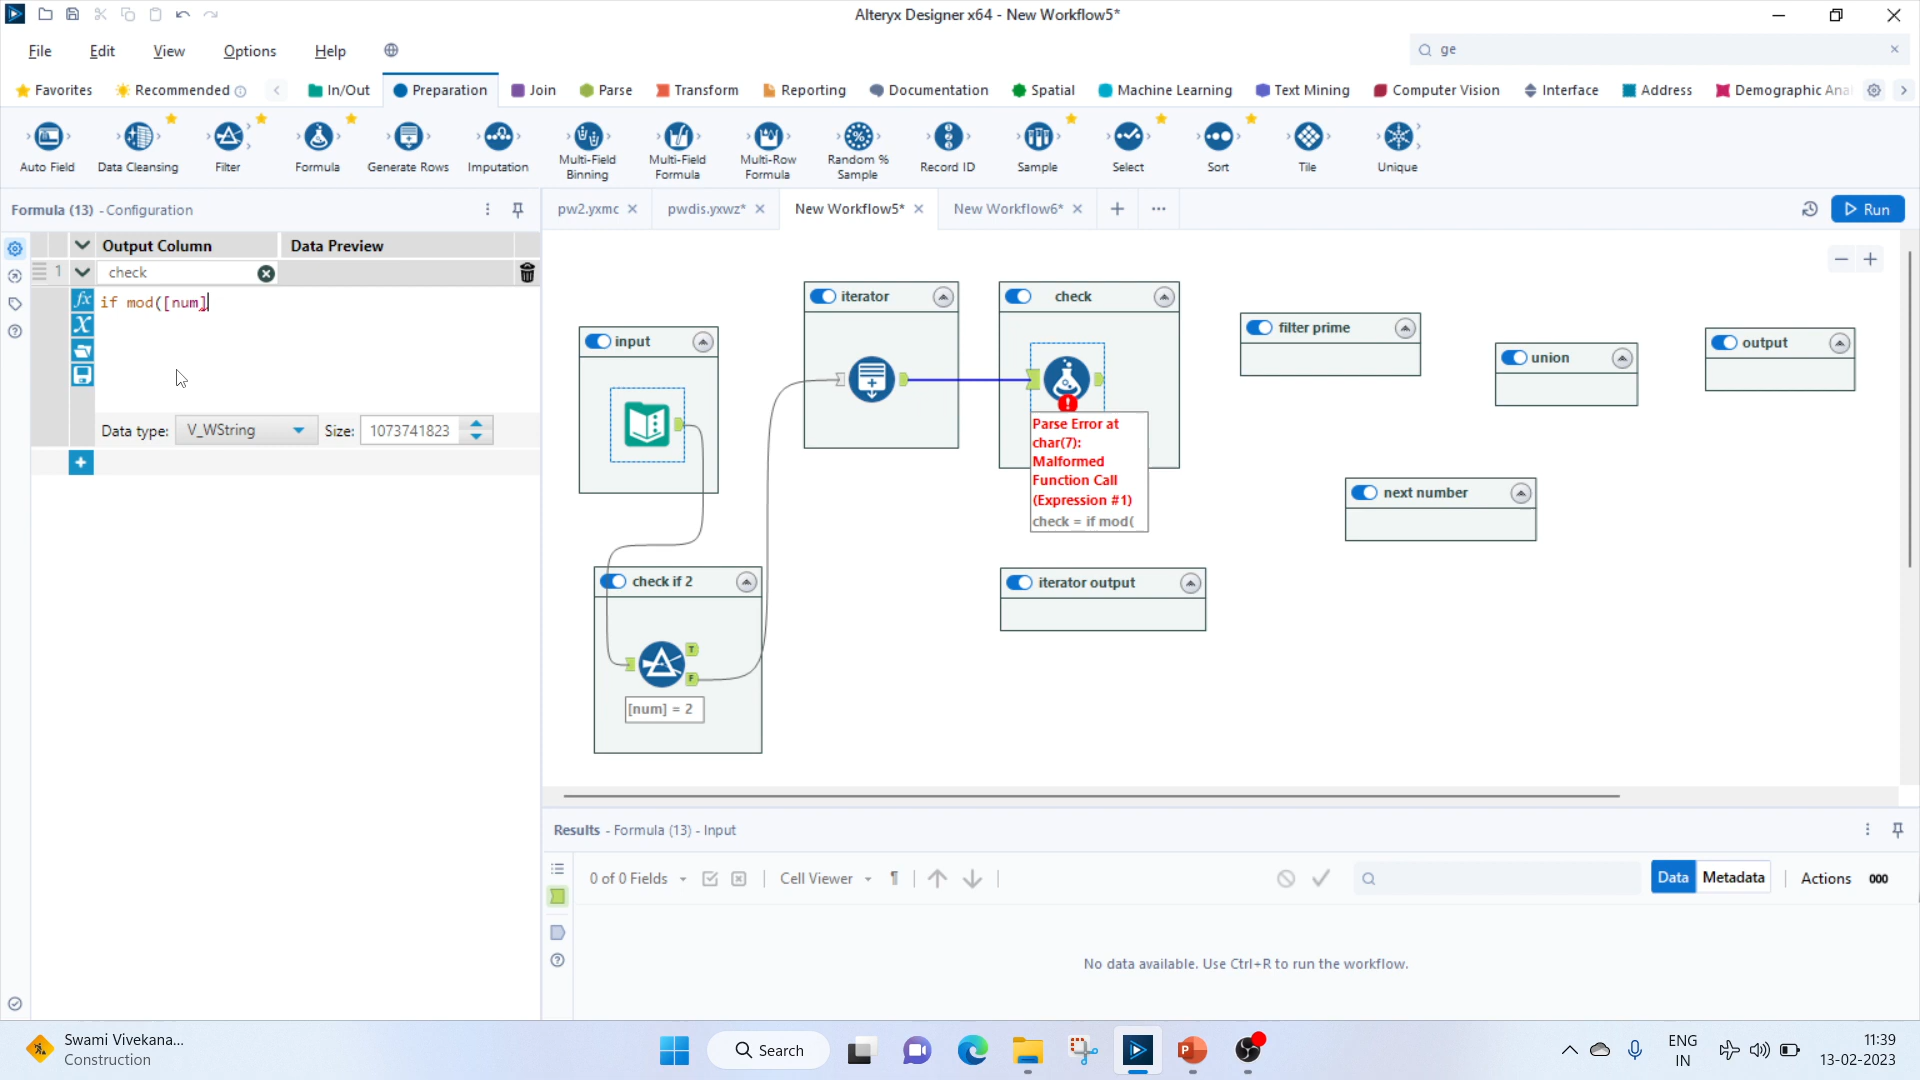 Alteryx Designer x64 - New Workflow5*
File Edit View Options Help
ge
Favorites Recommended In/Out Preparation Join Parse Transform Reporting Documentation Spatial Machine Learning Text Mining Computer Vision Interface Address Demographic Ana
Auto Field Data Cleansing Filter Formula Generate Rows Imputation Multi-Field Binning Multi-Field Formula Multi-Row Formula Random % Sample Record ID Sample Select Sort Tile Unique
Formula (13) - Configuration
pw2.yxmc pwdis.yxwz* New Workflow5* New Workflow6*
Run
Output Column Data Preview
1 check
if mod([num]
Data type: V_WString Size: 1073741823
input
iterator
check
filter prime
union
output
Parse Error at
char(7):
Malformed
Function Call
(Expression #1)
check = if mod(
next number
check if 2
T
F
[num] = 2
iterator output
Results - Formula (13) - Input
0 of 0 Fields Cell Viewer Data Metadata Actions 000
No data available. Use Ctrl+R to run the workflow.
Swami Vivekana...
Construction
Search
ENG
IN
11:39
13-02-2023